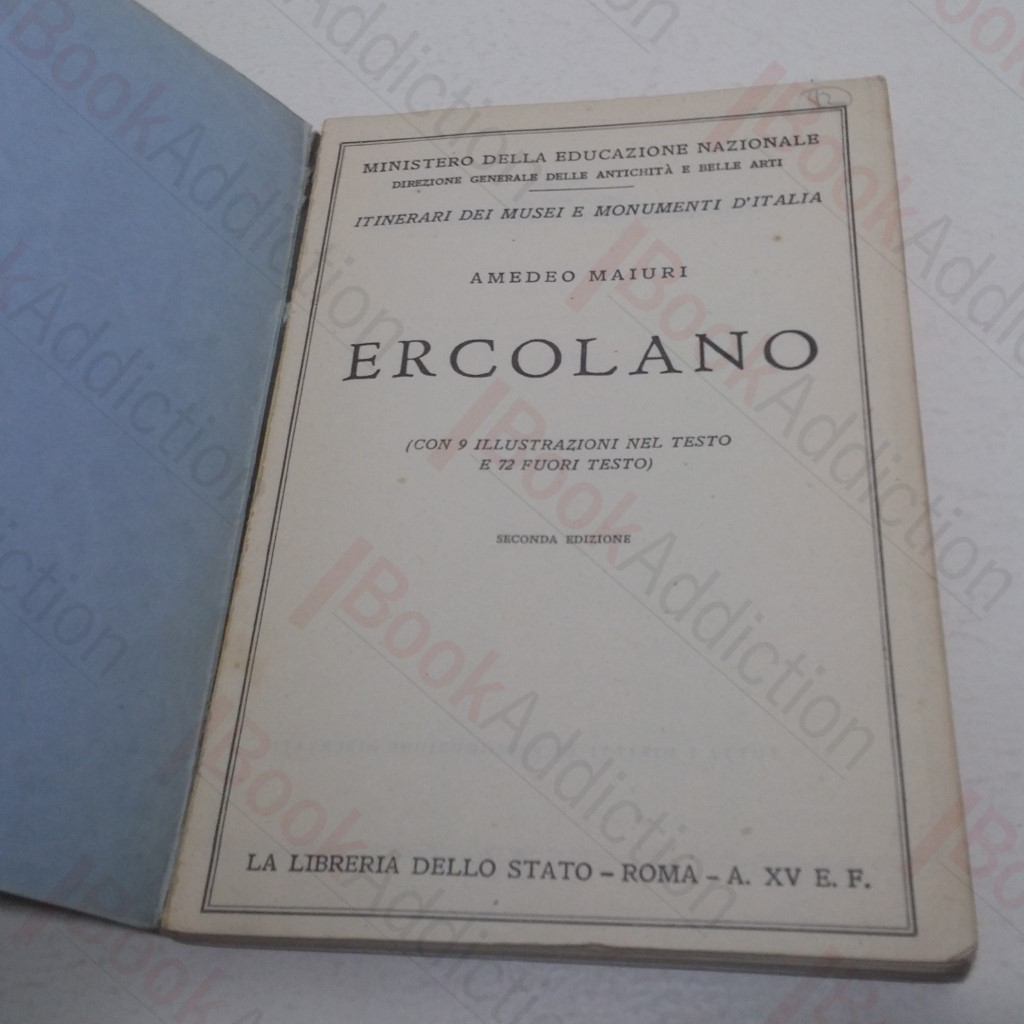 MINISTERO DELLA EDUCAZIONE NAZIONALE
DIREZIONE GENERALE DELLE ANTICHITÀ E BELLE ARTI
ITINERARI DEI MUSEI E MONUMENTI D'ITALIA
AMEDEO MAIURI
ERCOLANO
(CON 9 ILLUSTRAZIONI NEL TESTO
E 72 FUORI TESTO)
SECONDA EDIZIONE
LA LIBRERIA DELLO STATO – ROMA – A. XV E. F.
BookAddiction